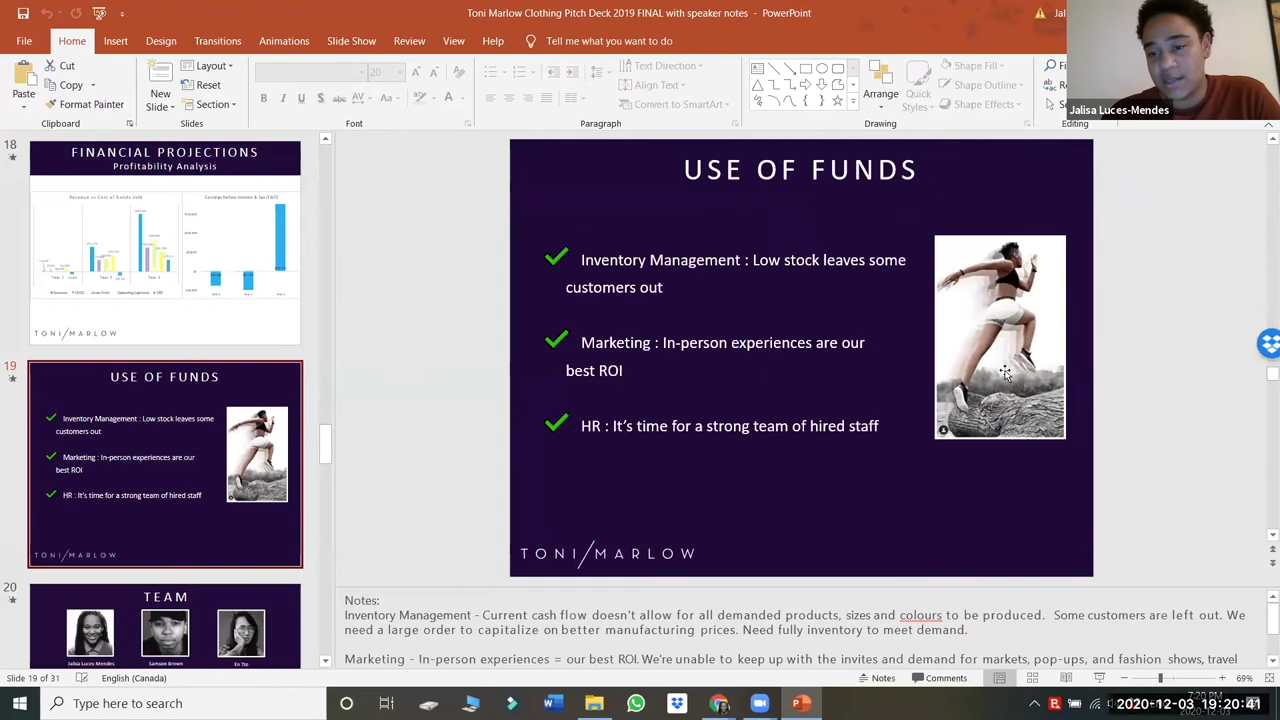 Toni Marlow Clothing Pitch Deck 2019 FINAL with speaker notes - PowerPoint
Jal
File Home Insert Design Transitions Slide Show Animations Review View Help Tell me what you want to do
Cut
Copy
Format Painter
Paste
Clipboard
New Slide
Layout
Reset
Section
Slides
20
Font
Paragraph
Text Direction
Align Text
Convert to SmartArt
Arrange
Quick Styles
Shape Fill
Shape Outline
Shape Effects
Drawing
Editing
Jalisa Luces-Mendes
18
FINANCIAL PROJECTIONS
Profitability Analysis
Revenue vs Cost of Goods Sold
TONI/MARLOW
19
USE OF FUNDS
Inventory Management : Low stock leaves some
customers out
Marketing : In-person experiences are our
best ROI
HR : It's time for a strong team of hired staff
TONI/MARLOW
20
TEAM
Jalisa Luces Mendes
Samson Brown
En Tze
USE OF FUNDS
Inventory Management : Low stock leaves some
customers out
Marketing : In-person experiences are our
best ROI
HR : It's time for a strong team of hired staff
TONI/MARLOW
Notes:
Inventory Management - Current cash flow doesn't allow for all demanded products, sizes and colours to be produced. Some customers are left out. We
need a large order to capitalize on better manufacturing prices. Need fully inventory to meet demand.
Marketing - In-person experiences = our best ROI. We're unable to keep up with the invites and demand for markets, pop-ups, and fashion shows, travel
Slide 19 of 31 English (Canada) Notes Comments 69%
Type here to search
2020-12-03 19:20:41